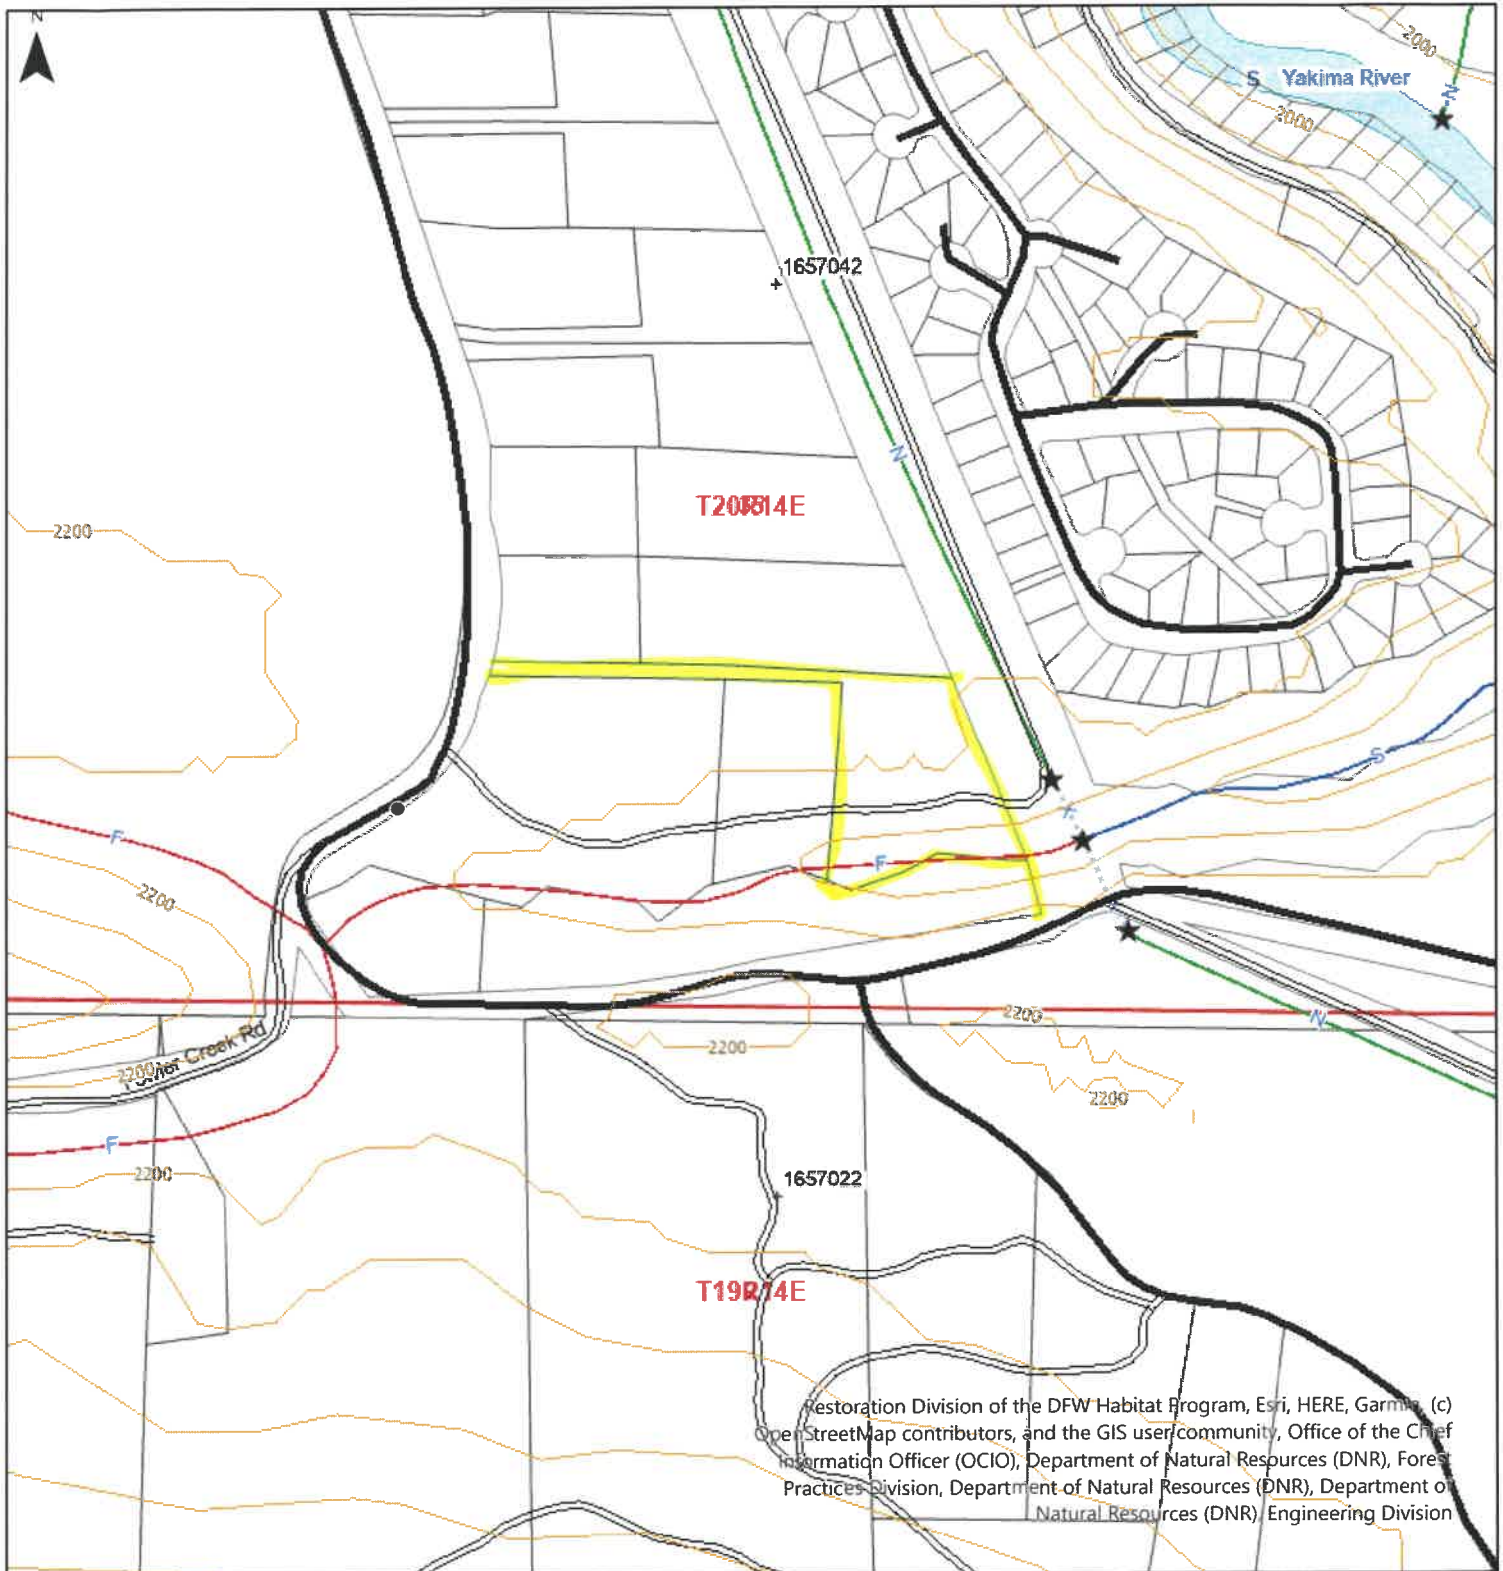 N
2000
S Yakima River
N
2000
1657042
N
2200
S
F
F
F
2200
2200
N
Creek Rd
2200
2200
2200
F
2200
1657022
T19R14E
Restoration Division of the DFW Habitat Program, Esri, HERE, Garmin, (c)
OpenStreetMap contributors, and the GIS user community, Office of the Chief
Information Officer (OCIO), Department of Natural Resources (DNR), Forest
Practices Division, Department of Natural Resources (DNR), Department of
Natural Resources (DNR), Engineering Division